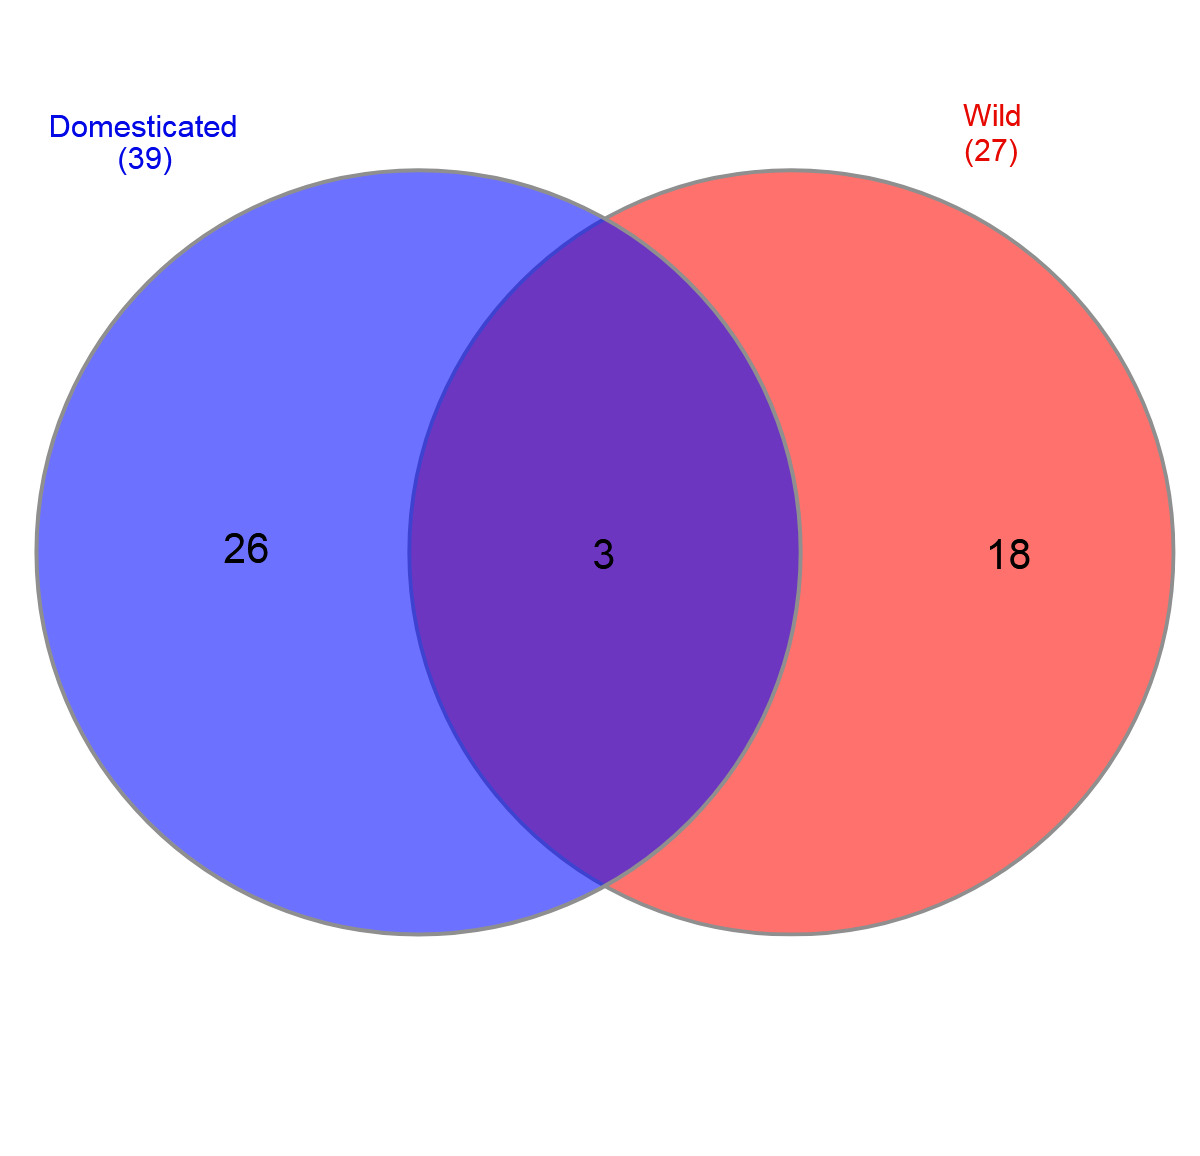 Domesticated
(39)
Wild
(27)
26
3
18